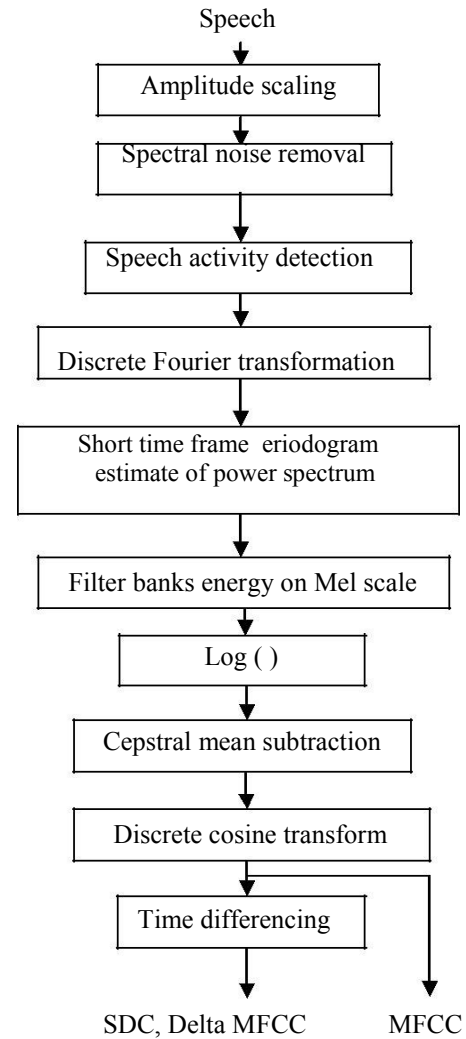 Speech
Amplitude scaling
Spectral noise removal
Speech activity detection
Discrete Fourier transformation
Short time frame eriodogram
estimate of power spectrum
Filter banks energy on Mel scale
Log ( )
Cepstral mean subtraction
Discrete cosine transform
Time differencing
SDC, Delta MFCC MFCC